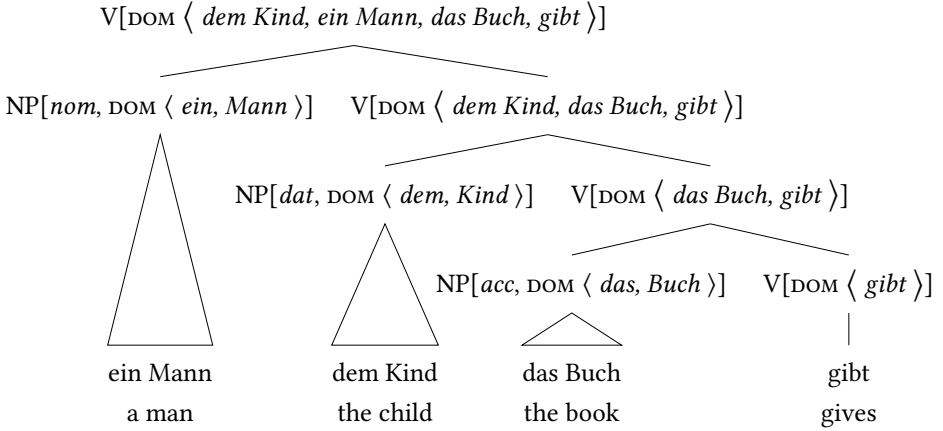 V[DOM ⟨ dem Kind, ein Mann, das Buch, gibt ⟩]
NP[nom, DOM ⟨ ein, Mann ⟩] V[DOM ⟨ dem Kind, das Buch, gibt ⟩]
NP[dat, DOM ⟨ dem, Kind ⟩] V[DOM ⟨ das Buch, gibt ⟩]
NP[acc, DOM ⟨ das, Buch ⟩] V[DOM ⟨ gibt ⟩]
ein Mann dem Kind das Buch gibt
a man the child the book gives